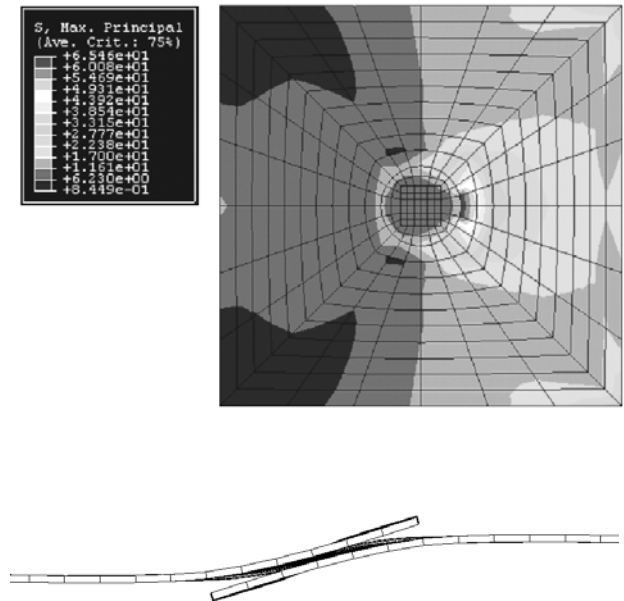 S, Max. Principal
(Ave. Crit.: 75%)
+6.546e+01
+6.008e+01
+5.469e+01
+4.931e+01
+4.392e+01
+3.854e+01
+3.315e+01
+2.777e+01
+2.238e+01
+1.700e+01
+1.161e+01
+6.230e+00
+8.449e-01